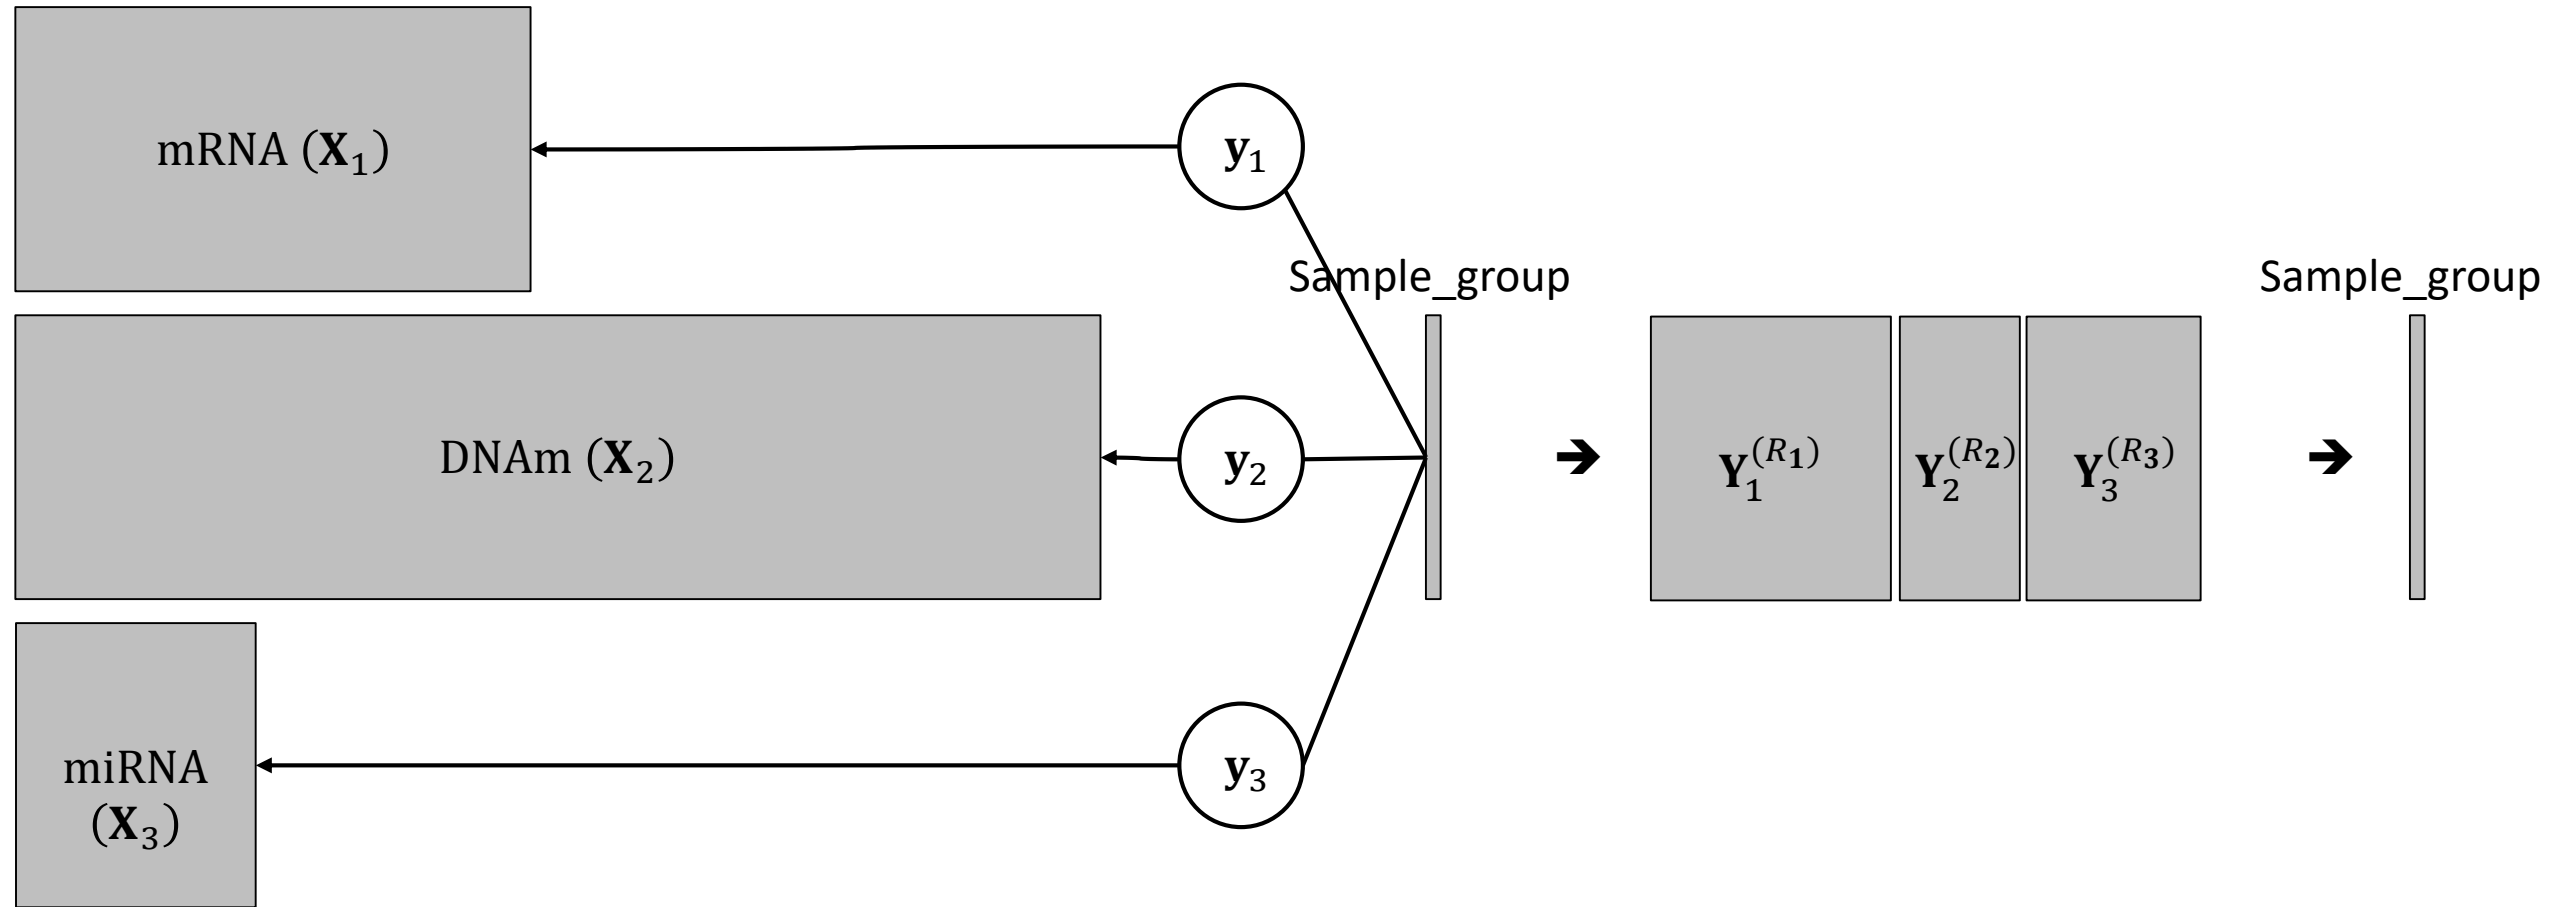 mRNA (𝐗₁)
𝐲₁
Sample_group
Sample_group
DNAm (𝐗₂)
𝐲₂
➔
𝐘₁^(𝑅₁)
𝐘₂^(𝑅₂)
𝐘₃^(𝑅₃)
➔
miRNA
(𝐗₃)
𝐲₃